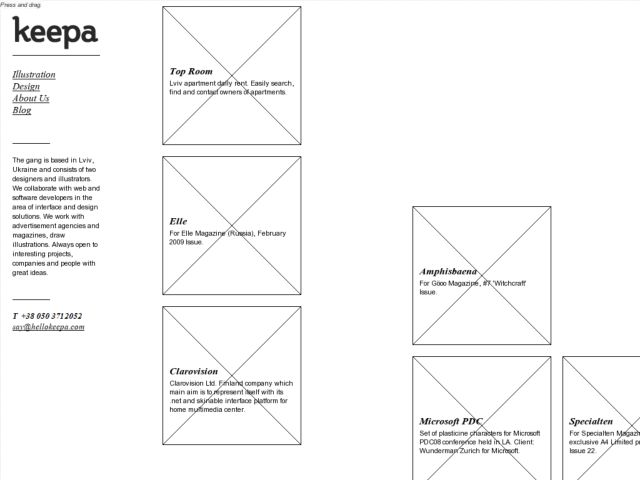 Press and drag.
keepa
Illustration
Design
About Us
Blog
The gang is based in Lviv,
Ukraine and consists of two
designers and illustrators.
We collaborate with web and
software developers in the
area of interface and design
solutions. We work with
advertisement agencies and
magazines, draw
illustrations. Always open to
interesting projects,
companies and people with
great ideas.
T +38 050 3712052
say@hellokeepa.com
Top Room
Lviv apartment daily rent. Easily search,
find and contact owners of apartments.
Elle
For Elle Magazine (Russia), February
2009 Issue.
Clarovision
Clarovision Ltd. Finland company which
main aim is to represent itself with its
.net and skinable interface platform for
home multimedia center.
Amphisbaena
For Gooo Magazine, #7 'Witchcraft'
Issue.
Microsoft PDC
Set of plasticine characters for Microsoft
PDC08 conference held in LA. Client:
Wunderman Zurich for Microsoft.
Specialten
For Specialten Magazin
exclusive A4 Limited pr
Issue 22.